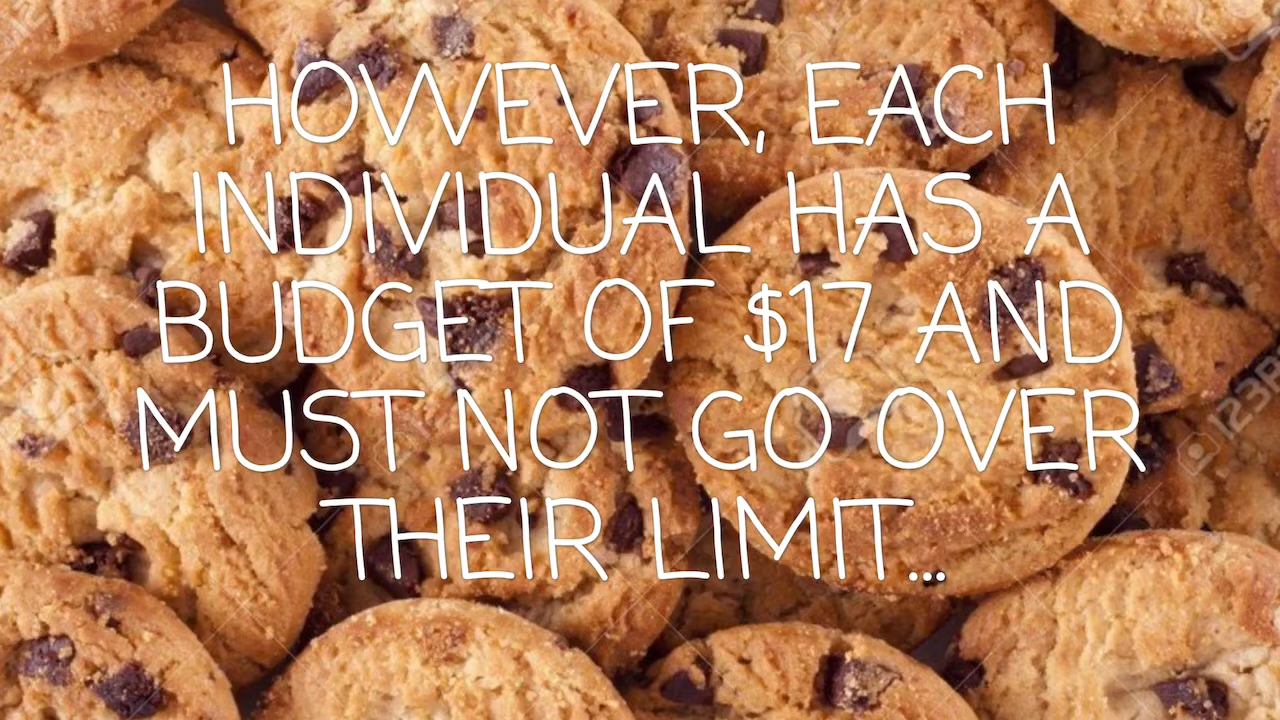 HOWEVER, EACH
INDIVIDUAL HAS A
BUDGET OF $17 AND
MUST NOT GO OVER
THEIR LIMIT...